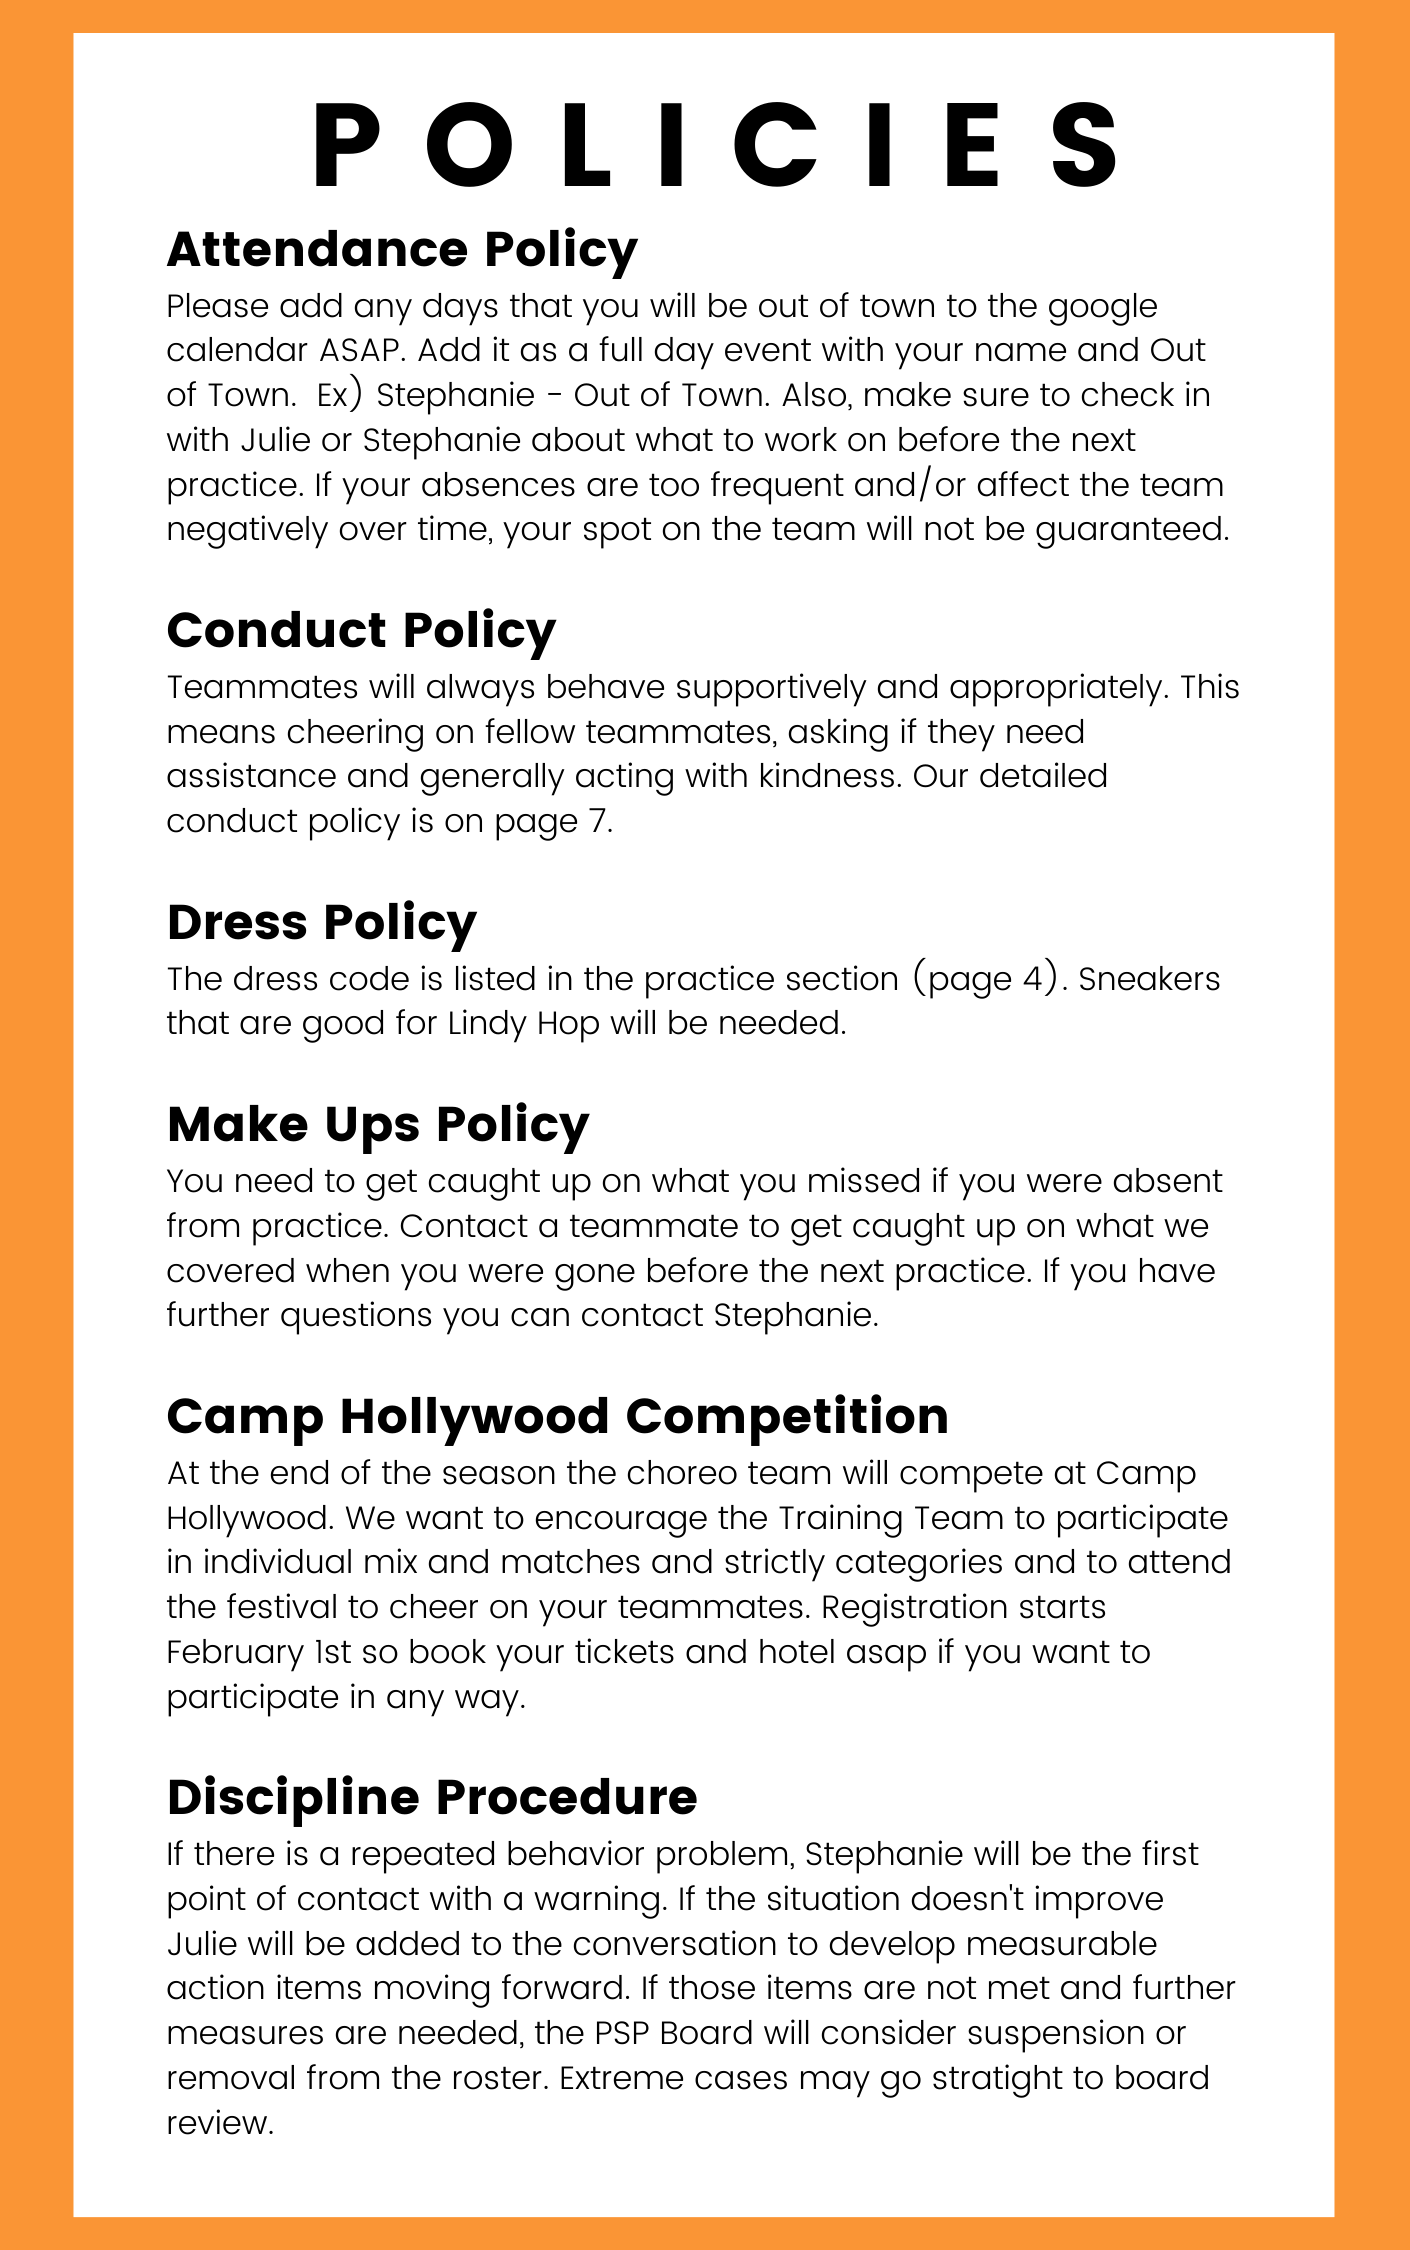 POLICIES
Attendance Policy
Please add any days that you will be out of town to the google
calendar ASAP. Add it as a full day event with your name and Out
of Town.  Ex) Stephanie - Out of Town. Also, make sure to check in
with Julie or Stephanie about what to work on before the next
practice. If your absences are too frequent and/or affect the team
negatively over time, your spot on the team will not be guaranteed.
Conduct Policy
Teammates will always behave supportively and appropriately. This
means cheering on fellow teammates, asking if they need
assistance and generally acting with kindness. Our detailed
conduct policy is on page 7.
Dress Policy
The dress code is listed in the practice section (page 4). Sneakers
that are good for Lindy Hop will be needed.
Make Ups Policy
You need to get caught up on what you missed if you were absent
from practice. Contact a teammate to get caught up on what we
covered when you were gone before the next practice. If you have
further questions you can contact Stephanie.
Camp Hollywood Competition
At the end of the season the choreo team will compete at Camp
Hollywood. We want to encourage the Training Team to participate
in individual mix and matches and strictly categories and to attend
the festival to cheer on your teammates. Registration starts
February 1st so book your tickets and hotel asap if you want to
participate in any way.
Discipline Procedure
If there is a repeated behavior problem, Stephanie will be the first
point of contact with a warning. If the situation doesn't improve
Julie will be added to the conversation to develop measurable
action items moving forward. If those items are not met and further
measures are needed, the PSP Board will consider suspension or
removal from the roster. Extreme cases may go stratight to board
review.